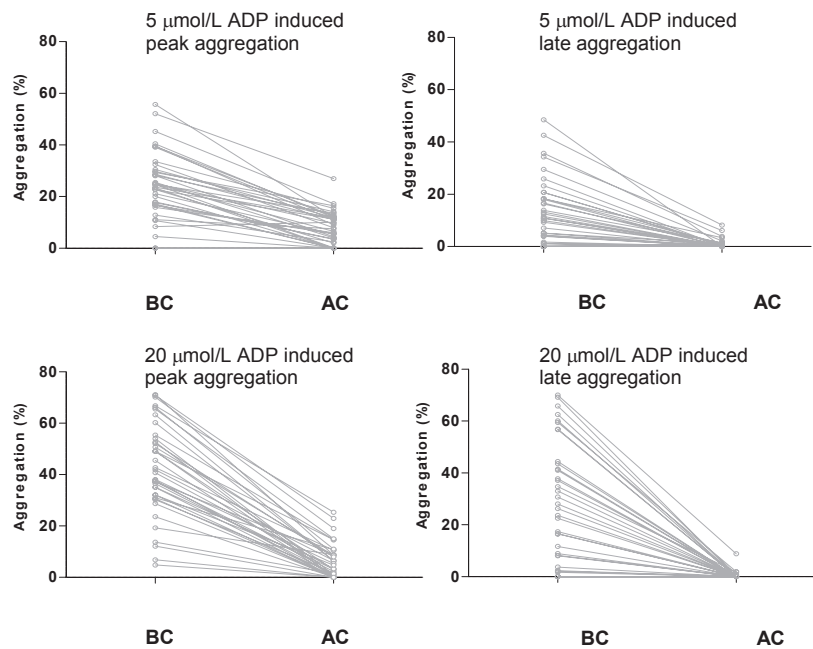 5 μmol/L ADP induced
peak aggregation
80
60
40
20
0
Aggregation (%)
BC AC
5 μmol/L ADP induced
late aggregation
80
60
40
20
0
Aggregation (%)
BC AC
20 μmol/L ADP induced
peak aggregation
80
60
40
20
0
Aggregation (%)
BC AC
20 μmol/L ADP induced
late aggregation
80
60
40
20
0
Aggregation (%)
BC AC